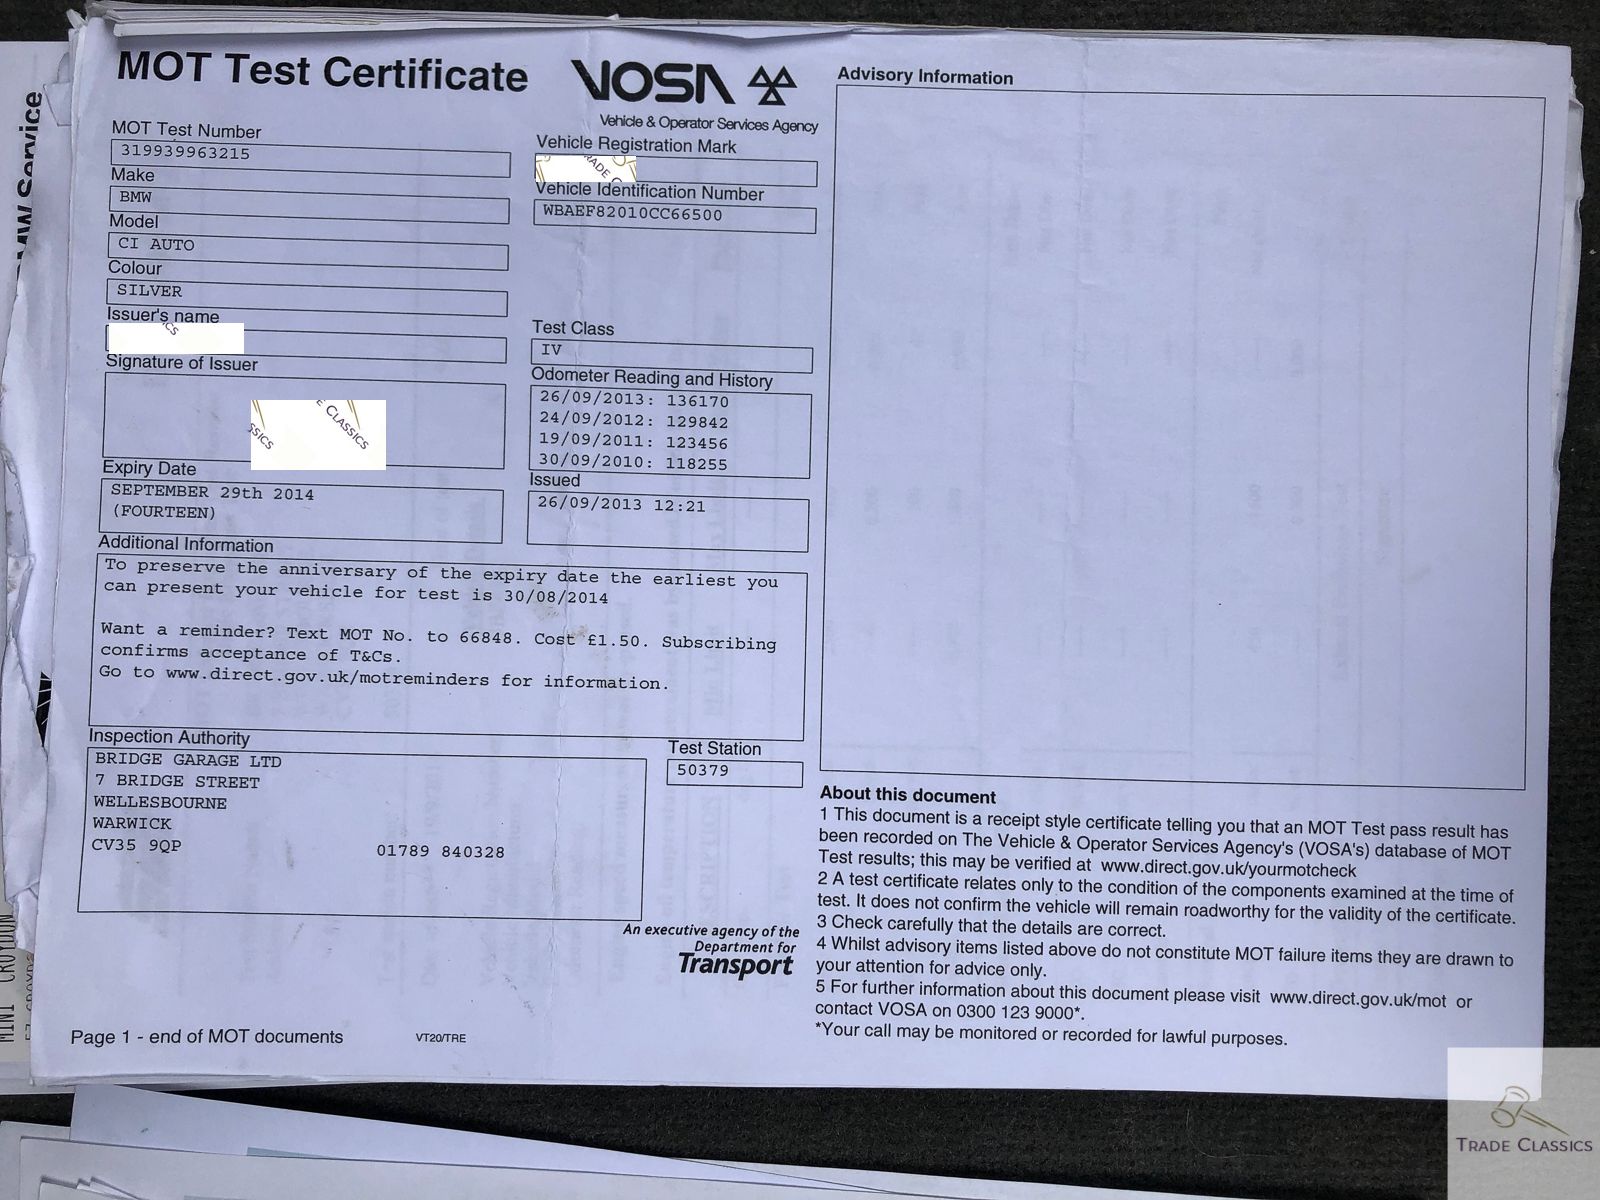 MOT Test Certificate
VOSA
Vehicle & Operator Services Agency
MOT Test Number
319939963215
Make
BMW
Model
CI AUTO
Colour
SILVER
Issuer's name
CS
Signature of Issuer
E CLASSICS
SSICS
Expiry Date
SEPTEMBER 29th 2014
(FOURTEEN)
Vehicle Registration Mark
RADE C
Vehicle Identification Number
WBAEF82010CC66500
Test Class
IV
Odometer Reading and History
26/09/2013: 136170
24/09/2012: 129842
19/09/2011: 123456
30/09/2010: 118255
Issued
26/09/2013 12:21
Additional Information
To preserve the anniversary of the expiry date the earliest you
can present your vehicle for test is 30/08/2014
Want a reminder? Text MOT No. to 66848. Cost £1.50. Subscribing
confirms acceptance of T&Cs.
Go to www.direct.gov.uk/motreminders for information.
Inspection Authority
BRIDGE GARAGE LTD
7 BRIDGE STREET
WELLESBOURNE
WARWICK
CV35 9QP 01789 840328
Test Station
50379
An executive agency of the
Department for
Transport
Page 1 - end of MOT documents
VT20/TRE
Advisory Information
About this document
1 This document is a receipt style certificate telling you that an MOT Test pass result has
been recorded on The Vehicle & Operator Services Agency's (VOSA's) database of MOT
Test results; this may be verified at www.direct.gov.uk/yourmotcheck
2 A test certificate relates only to the condition of the components examined at the time of
test. It does not confirm the vehicle will remain roadworthy for the validity of the certificate.
3 Check carefully that the details are correct.
4 Whilst advisory items listed above do not constitute MOT failure items they are drawn to
your attention for advice only.
5 For further information about this document please visit www.direct.gov.uk/mot or
contact VOSA on 0300 123 9000*.
*Your call may be monitored or recorded for lawful purposes.
MW Service
MINI CROYDON
TRADE CLASSICS